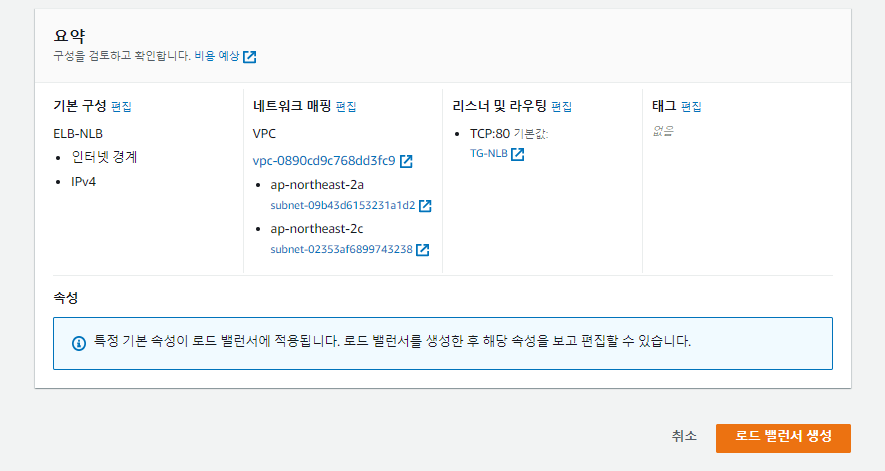 요약
구성을 검토하고 확인합니다. 비용 예상
기본 구성 편집
ELB-NLB
인터넷 경계
IPv4
네트워크 매핑 편집
VPC
vpc-0890cd9c768dd3fc9
ap-northeast-2a
subnet-09b43d6153231a1d2
ap-northeast-2c
subnet-02353af6899743238
리스너 및 라우팅 편집
TCP:80 기본값:
TG-NLB
태그 편집
없음
속성
특정 기본 속성이 로드 밸런서에 적용됩니다. 로드 밸런서를 생성한 후 해당 속성을 보고 편집할 수 있습니다.
취소 로드 밸런서 생성